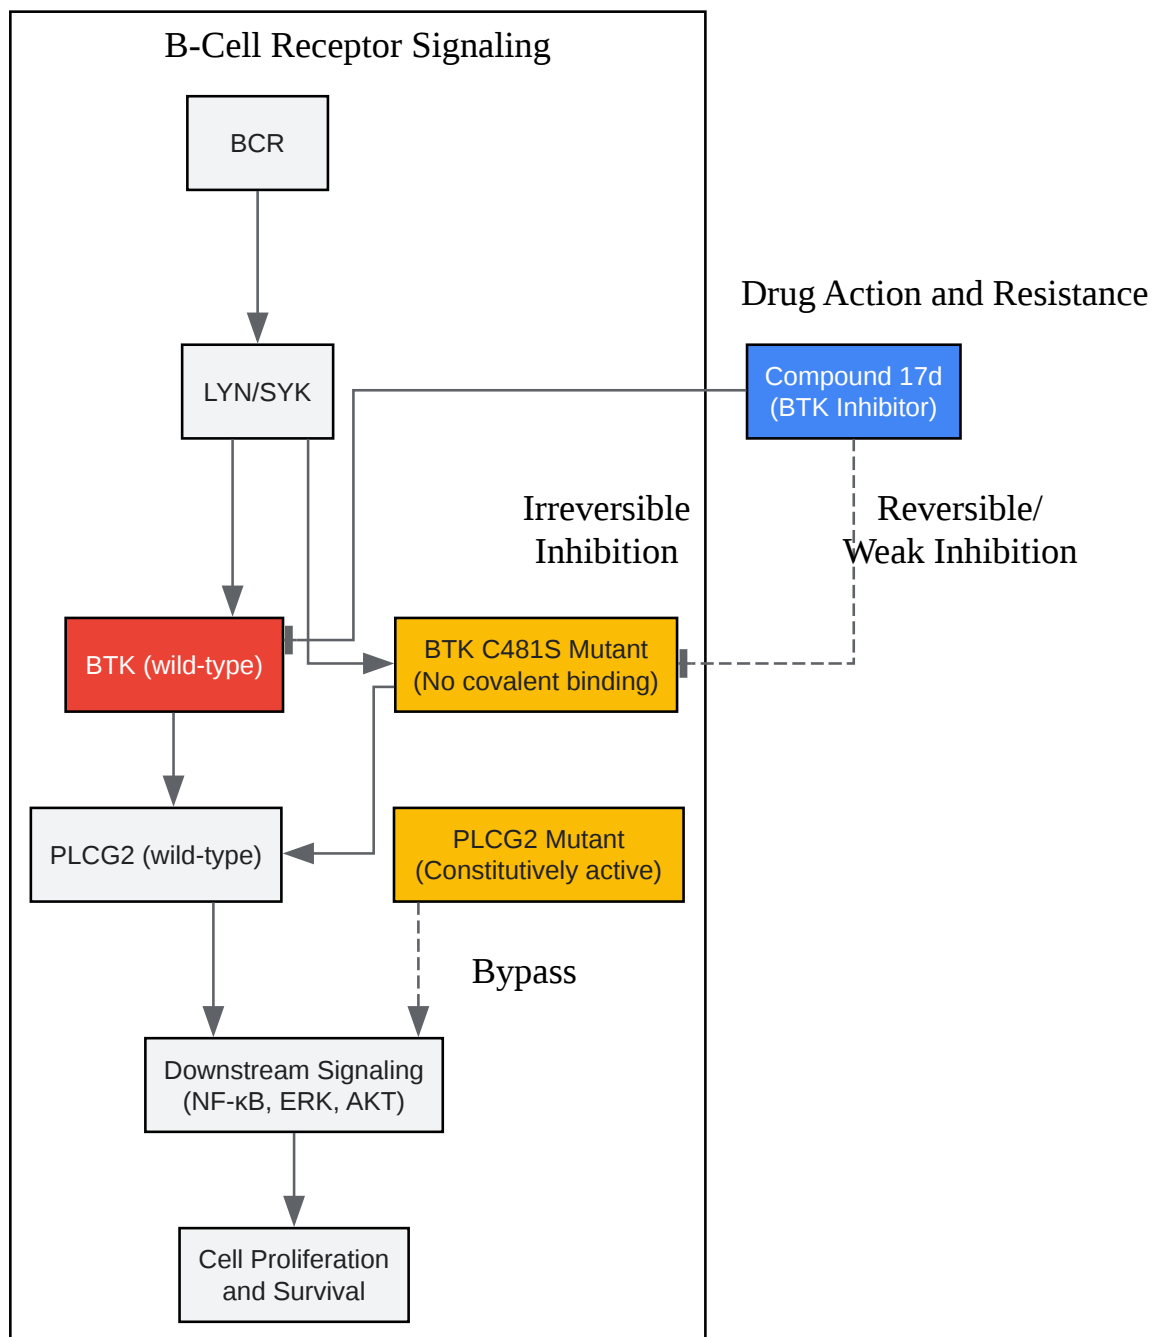 B-Cell Receptor Signaling
BCR
Drug Action and Resistance
LYN/SYK
Compound 17d
(BTK Inhibitor)
Irreversible
Inhibition
Reversible/
Weak Inhibition
BTK (wild-type)
BTK C481S Mutant
(No covalent binding)
PLCG2 (wild-type)
PLCG2 Mutant
(Constitutively active)
Bypass
Downstream Signaling
(NF-κB, ERK, AKT)
Cell Proliferation
and Survival